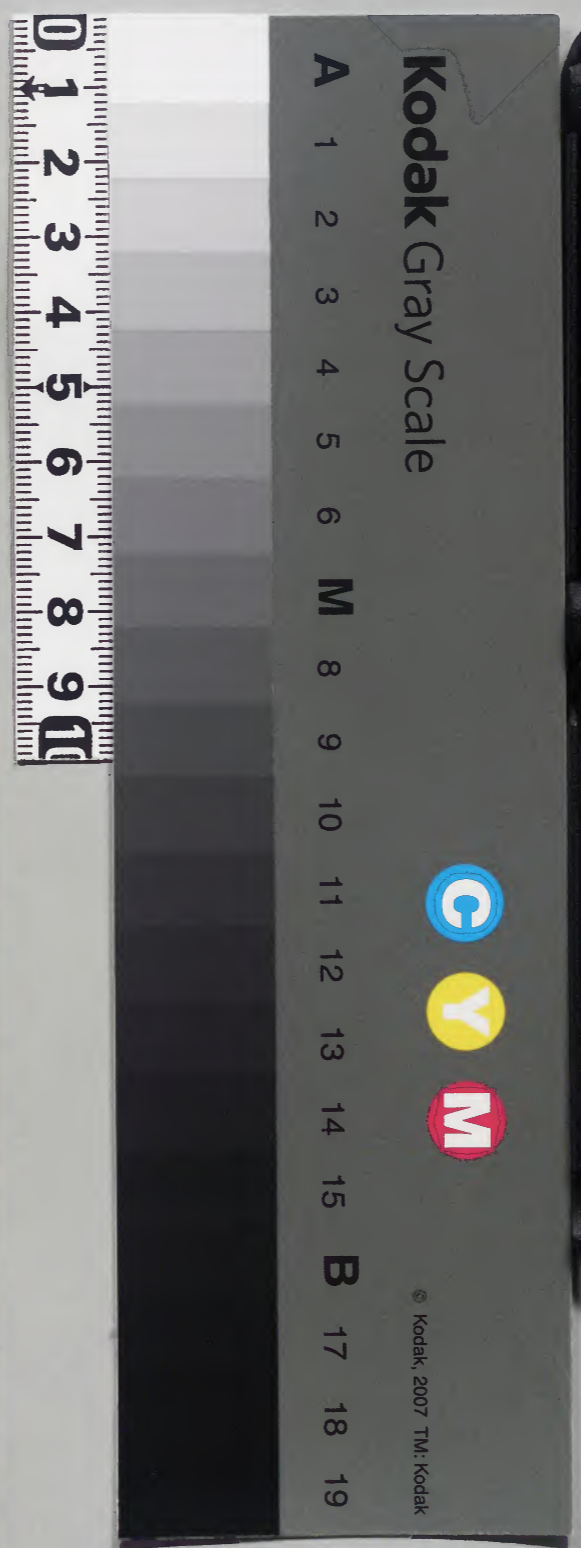 Kodak Gray Scale
C Y M
© Kodak, 2007 TM: Kodak
A 1 2 3 4 5 6 M 8 9 10 11 12 13 14 15 B 17 18 19
0 1 2 3 4 5 6 7 8 9 10